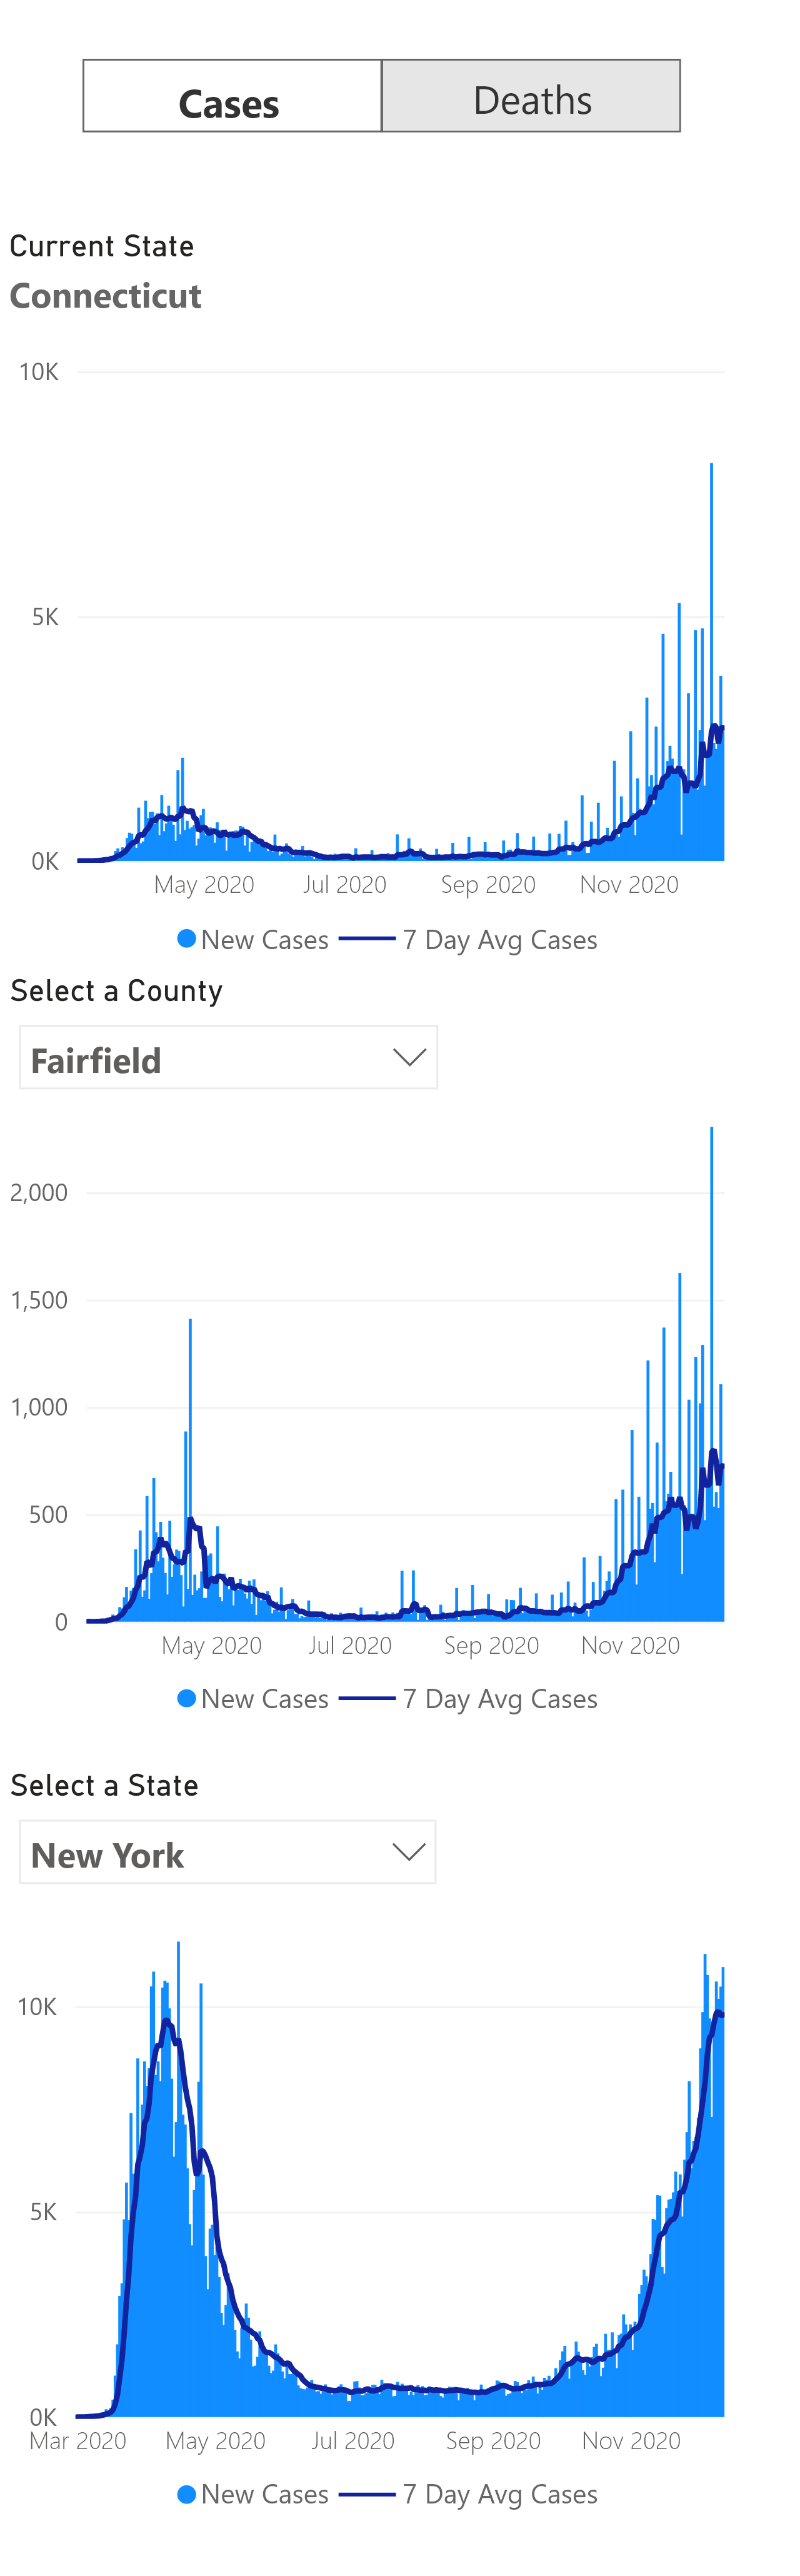 Cases Deaths
Current State
Connecticut
10K
5K
0K
May 2020 Jul 2020 Sep 2020 Nov 2020
New Cases 7 Day Avg Cases
Select a County
Fairfield
2,000
1,500
1,000
500
0
May 2020 Jul 2020 Sep 2020 Nov 2020
New Cases 7 Day Avg Cases
Select a State
New York
10K
5K
0K
Mar 2020 May 2020 Jul 2020 Sep 2020 Nov 2020
New Cases 7 Day Avg Cases